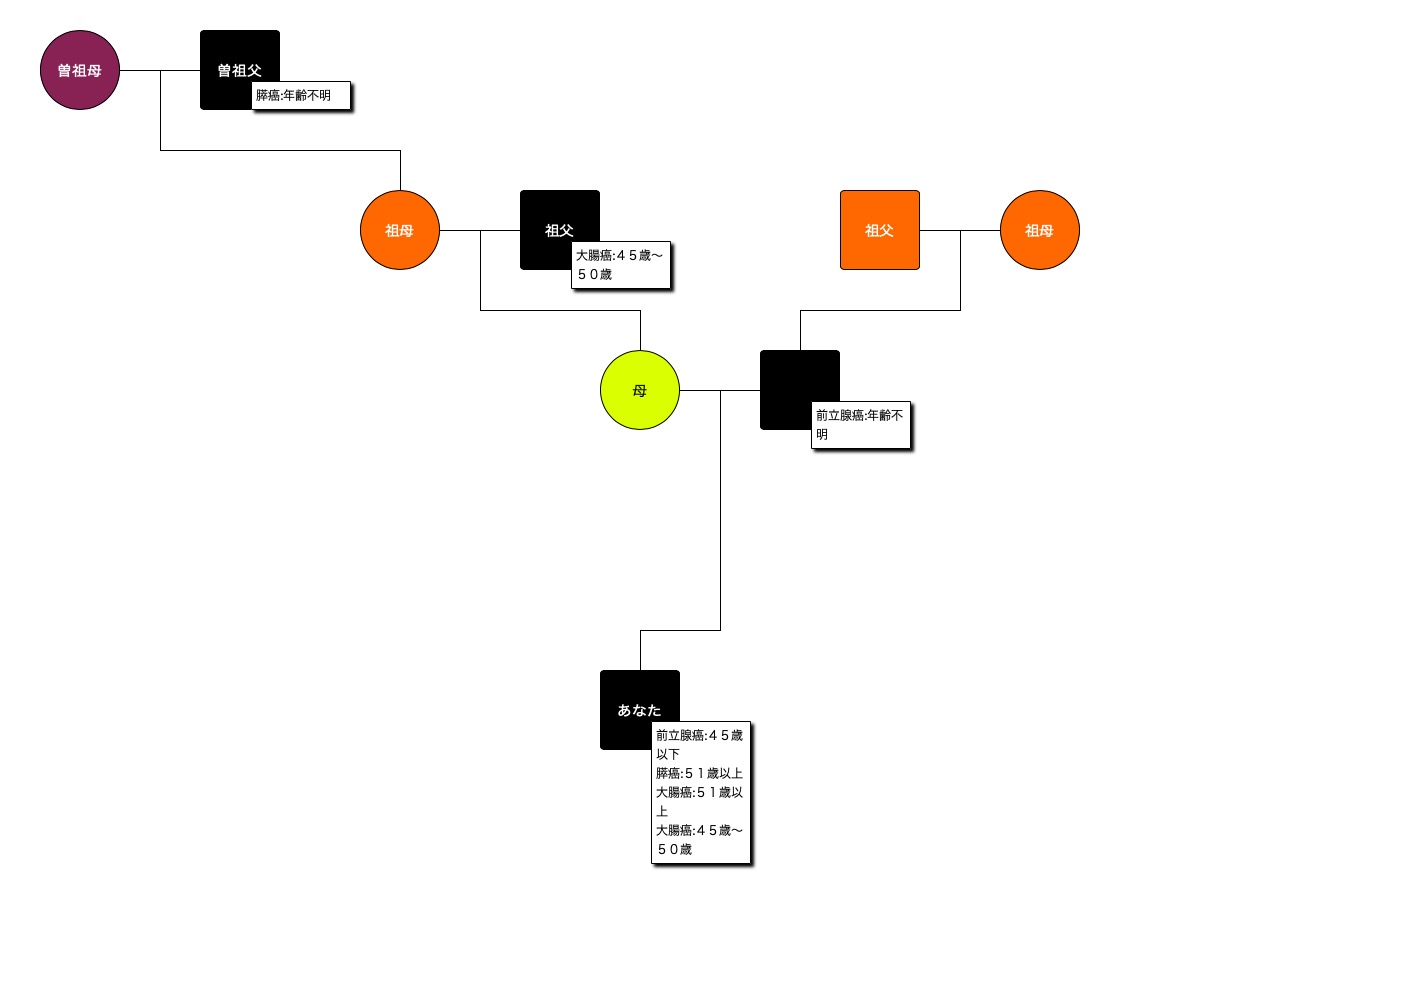 曽祖母
曽祖父
膵癌:年齢不明
祖母
祖父
大腸癌:４５歳〜
５０歳
祖父
祖母
母
前立腺癌:年齢不
明
あなた
前立腺癌:４５歳
以下
膵癌:５１歳以上
大腸癌:５１歳以
上
大腸癌:４５歳〜
５０歳